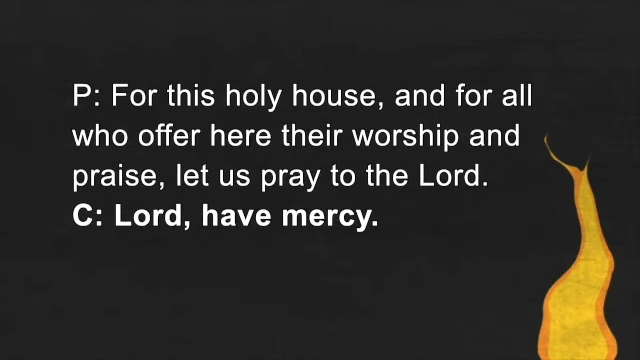 P: For this holy house, and for all
who offer here their worship and
praise, let us pray to the Lord.
C: Lord, have mercy.